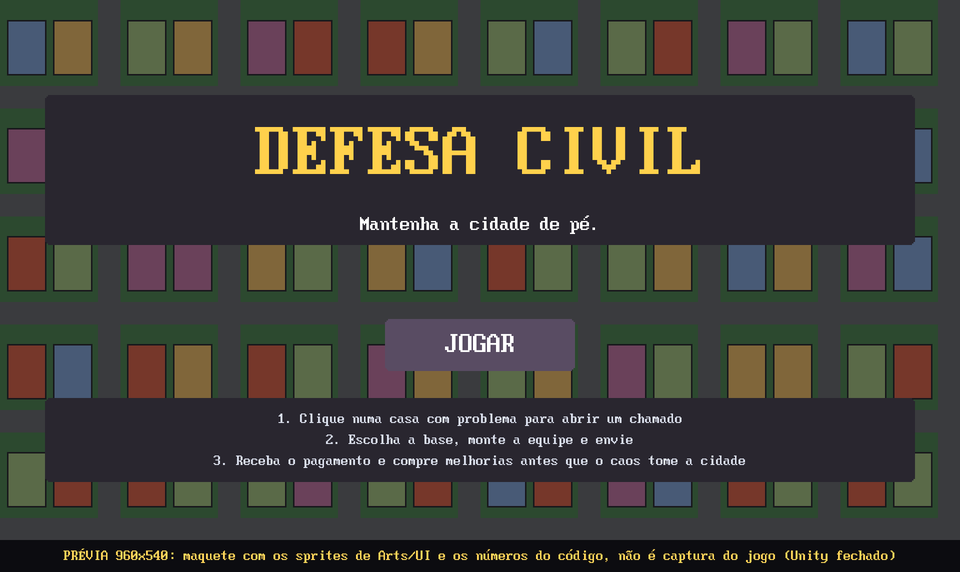 DEFESA CIVIL
Mantenha a cidade de pé.
JOGAR
1. Clique numa casa com problema para abrir um chamado
2. Escolha a base, monte a equipe e envie
3. Receba o pagamento e compre melhorias antes que o caos tome a cidade
PRÉVIA 960x540: maquete com os sprites de Arts/UI e os números do código, não é captura do jogo (Unity fechado)